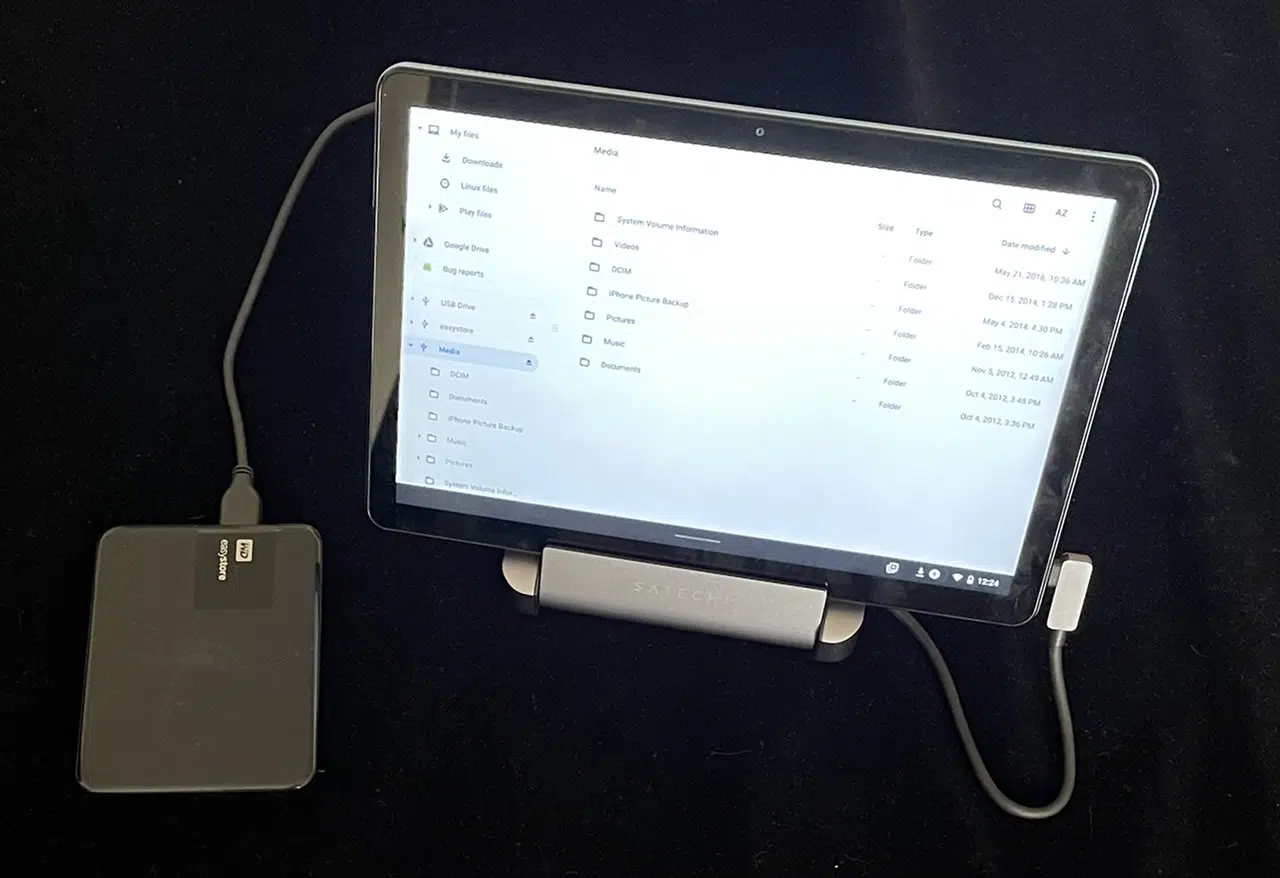 My files
Downloads
Linux files
Play files
Google Drive
Bug reports
USB Drive
easystore
Media
DCIM
Documents
iPhone Picture Backup
Music
Pictures
System Volume Infor...
Media
AZ
Name Size Type Date modified
System Volume Information -- Folder May 21, 2016, 10:36 AM
Videos -- Folder Dec 15, 2014, 1:28 PM
DCIM -- Folder May 4, 2014, 4:30 PM
iPhone Picture Backup -- Folder Feb 15, 2014, 10:26 AM
Pictures -- Folder Nov 5, 2012, 12:49 AM
Music -- Folder Oct 4, 2012, 3:48 PM
Documents -- Folder Oct 4, 2012, 3:36 PM
12:24
SATECHI
WD
easystore